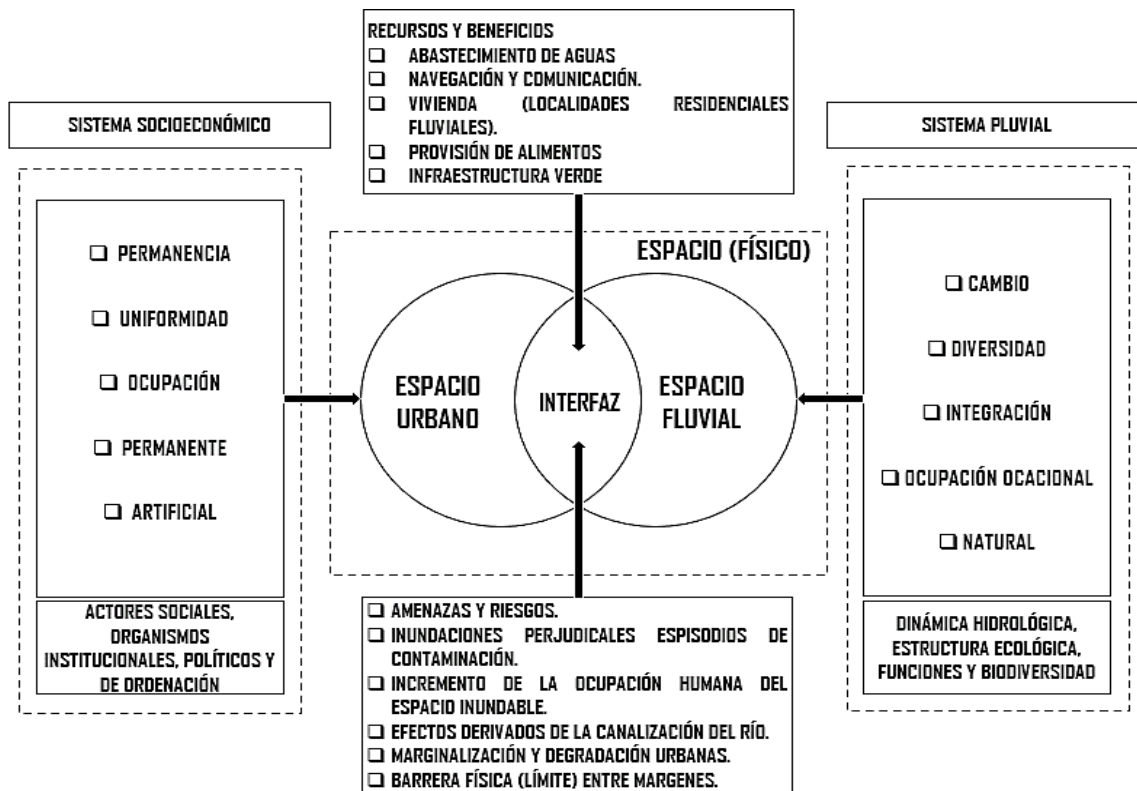 RECURSOS Y BENEFICIOS
❑ ABASTECIMIENTO DE AGUAS
❑ NAVEGACIÓN Y COMUNICACIÓN.
❑ VIVIENDA (LOCALIDADES RESIDENCIALES
FLUVIALES).
❑ PROVISIÓN DE ALIMENTOS
❑ INFRAESTRUCTURA VERDE
SISTEMA SOCIOECONÓMICO
❑ PERMANENCIA
❑ UNIFORMIDAD
❑ OCUPACIÓN
❑ PERMANENTE
❑ ARTIFICIAL
ACTORES SOCIALES,
ORGANISMOS
INSTITUCIONALES, POLÍTICOS Y
DE ORDENACIÓN
ESPACIO (FÍSICO)
ESPACIO
URBANO
INTERFAZ
ESPACIO
FLUVIAL
SISTEMA PLUVIAL
❑ CAMBIO
❑ DIVERSIDAD
❑ INTEGRACIÓN
❑ OCUPACIÓN OCACIONAL
❑ NATURAL
DINÁMICA HIDROLÓGICA,
ESTRUCTURA ECOLÓGICA,
FUNCIONES Y BIODIVERSIDAD
❑ AMENAZAS Y RIESGOS.
❑ INUNDACIONES PERJUDICALES ESPISODIOS DE
CONTAMINACIÓN.
❑ INCREMENTO DE LA OCUPACIÓN HUMANA DEL
ESPACIO INUNDABLE.
❑ EFECTOS DERIVADOS DE LA CANALIZACIÓN DEL RÍO.
❑ MARGINALIZACIÓN Y DEGRADACIÓN URBANAS.
❑ BARRERA FÍSICA (LÍMITE) ENTRE MARGENES.